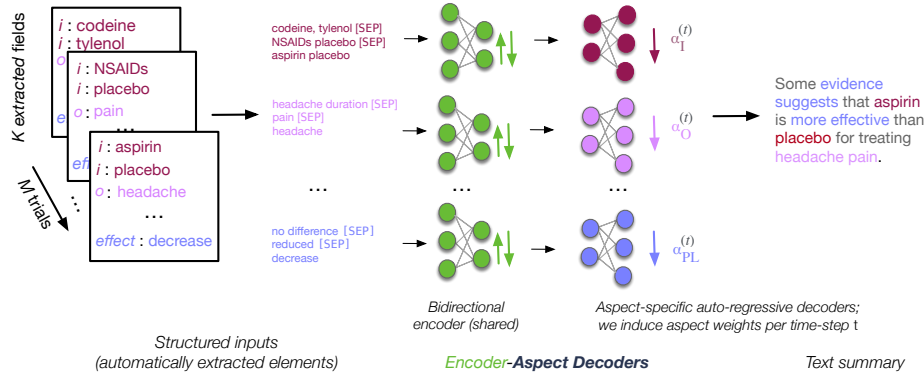 K extracted fields
i : codeine
i : tylenol
o
ef
i : NSAIDs
i : placebo
o : pain
...
effe
i : aspirin
i : placebo
o : headache
...
effect : decrease
M trials
...
codeine, tylenol [SEP]
NSAIDs placebo [SEP]
aspirin placebo
headache duration [SEP]
pain [SEP]
headache
...
no difference [SEP]
reduced [SEP]
decrease
...
...
α_I^(t)
α_O^(t)
α_PL^(t)
Some evidence
suggests that aspirin
is more effective than
placebo for treating
headache pain.
Bidirectional
encoder (shared)
Aspect-specific auto-regressive decoders;
we induce aspect weights per time-step t
Structured inputs
(automatically extracted elements)
Encoder-Aspect Decoders
Text summary